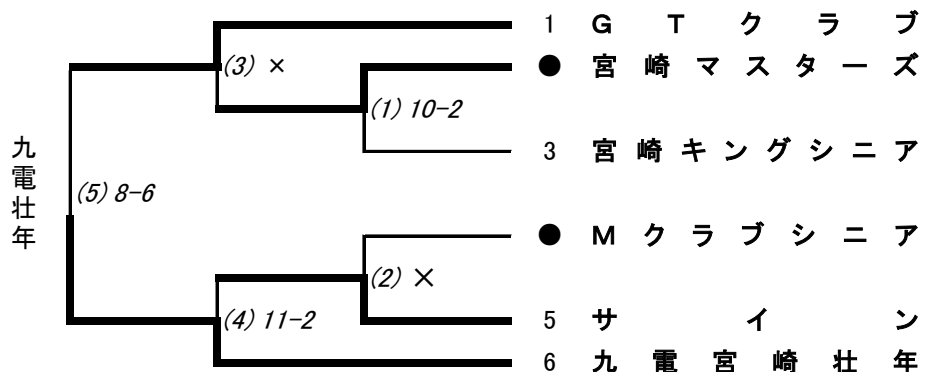 1 GTクラブ
(3) ×
● 宮崎マスターズ
(1) 10-2
3 宮崎キングシニア
九電壮年
(5) 8-6
● Mクラブシニア
(2) ×
5 サイン
(4) 11-2
6 九電宮崎壮年